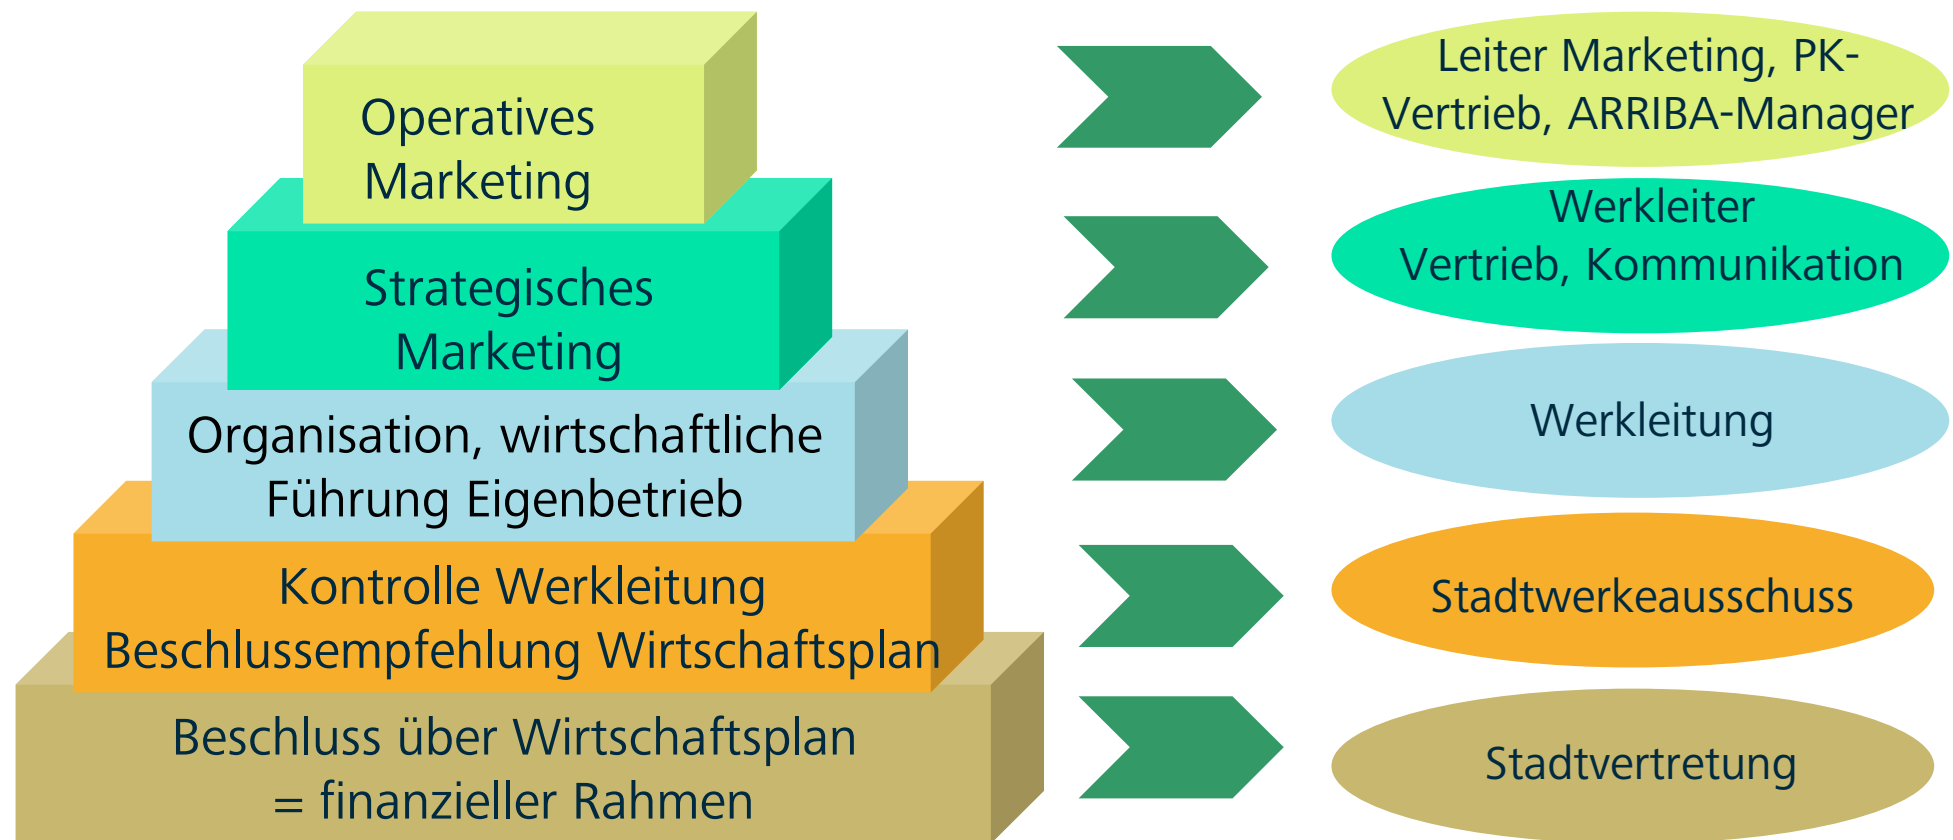 Operatives
Marketing
Leiter Marketing, PK-
Vertrieb, ARRIBA-Manager
Strategisches
Marketing
Werkleiter
Vertrieb, Kommunikation
Organisation, wirtschaftliche
Führung Eigenbetrieb
Werkleitung
Kontrolle Werkleitung
Beschlussempfehlung Wirtschaftsplan
Stadtwerkeausschuss
Beschluss über Wirtschaftsplan
= finanzieller Rahmen
Stadtvertretung